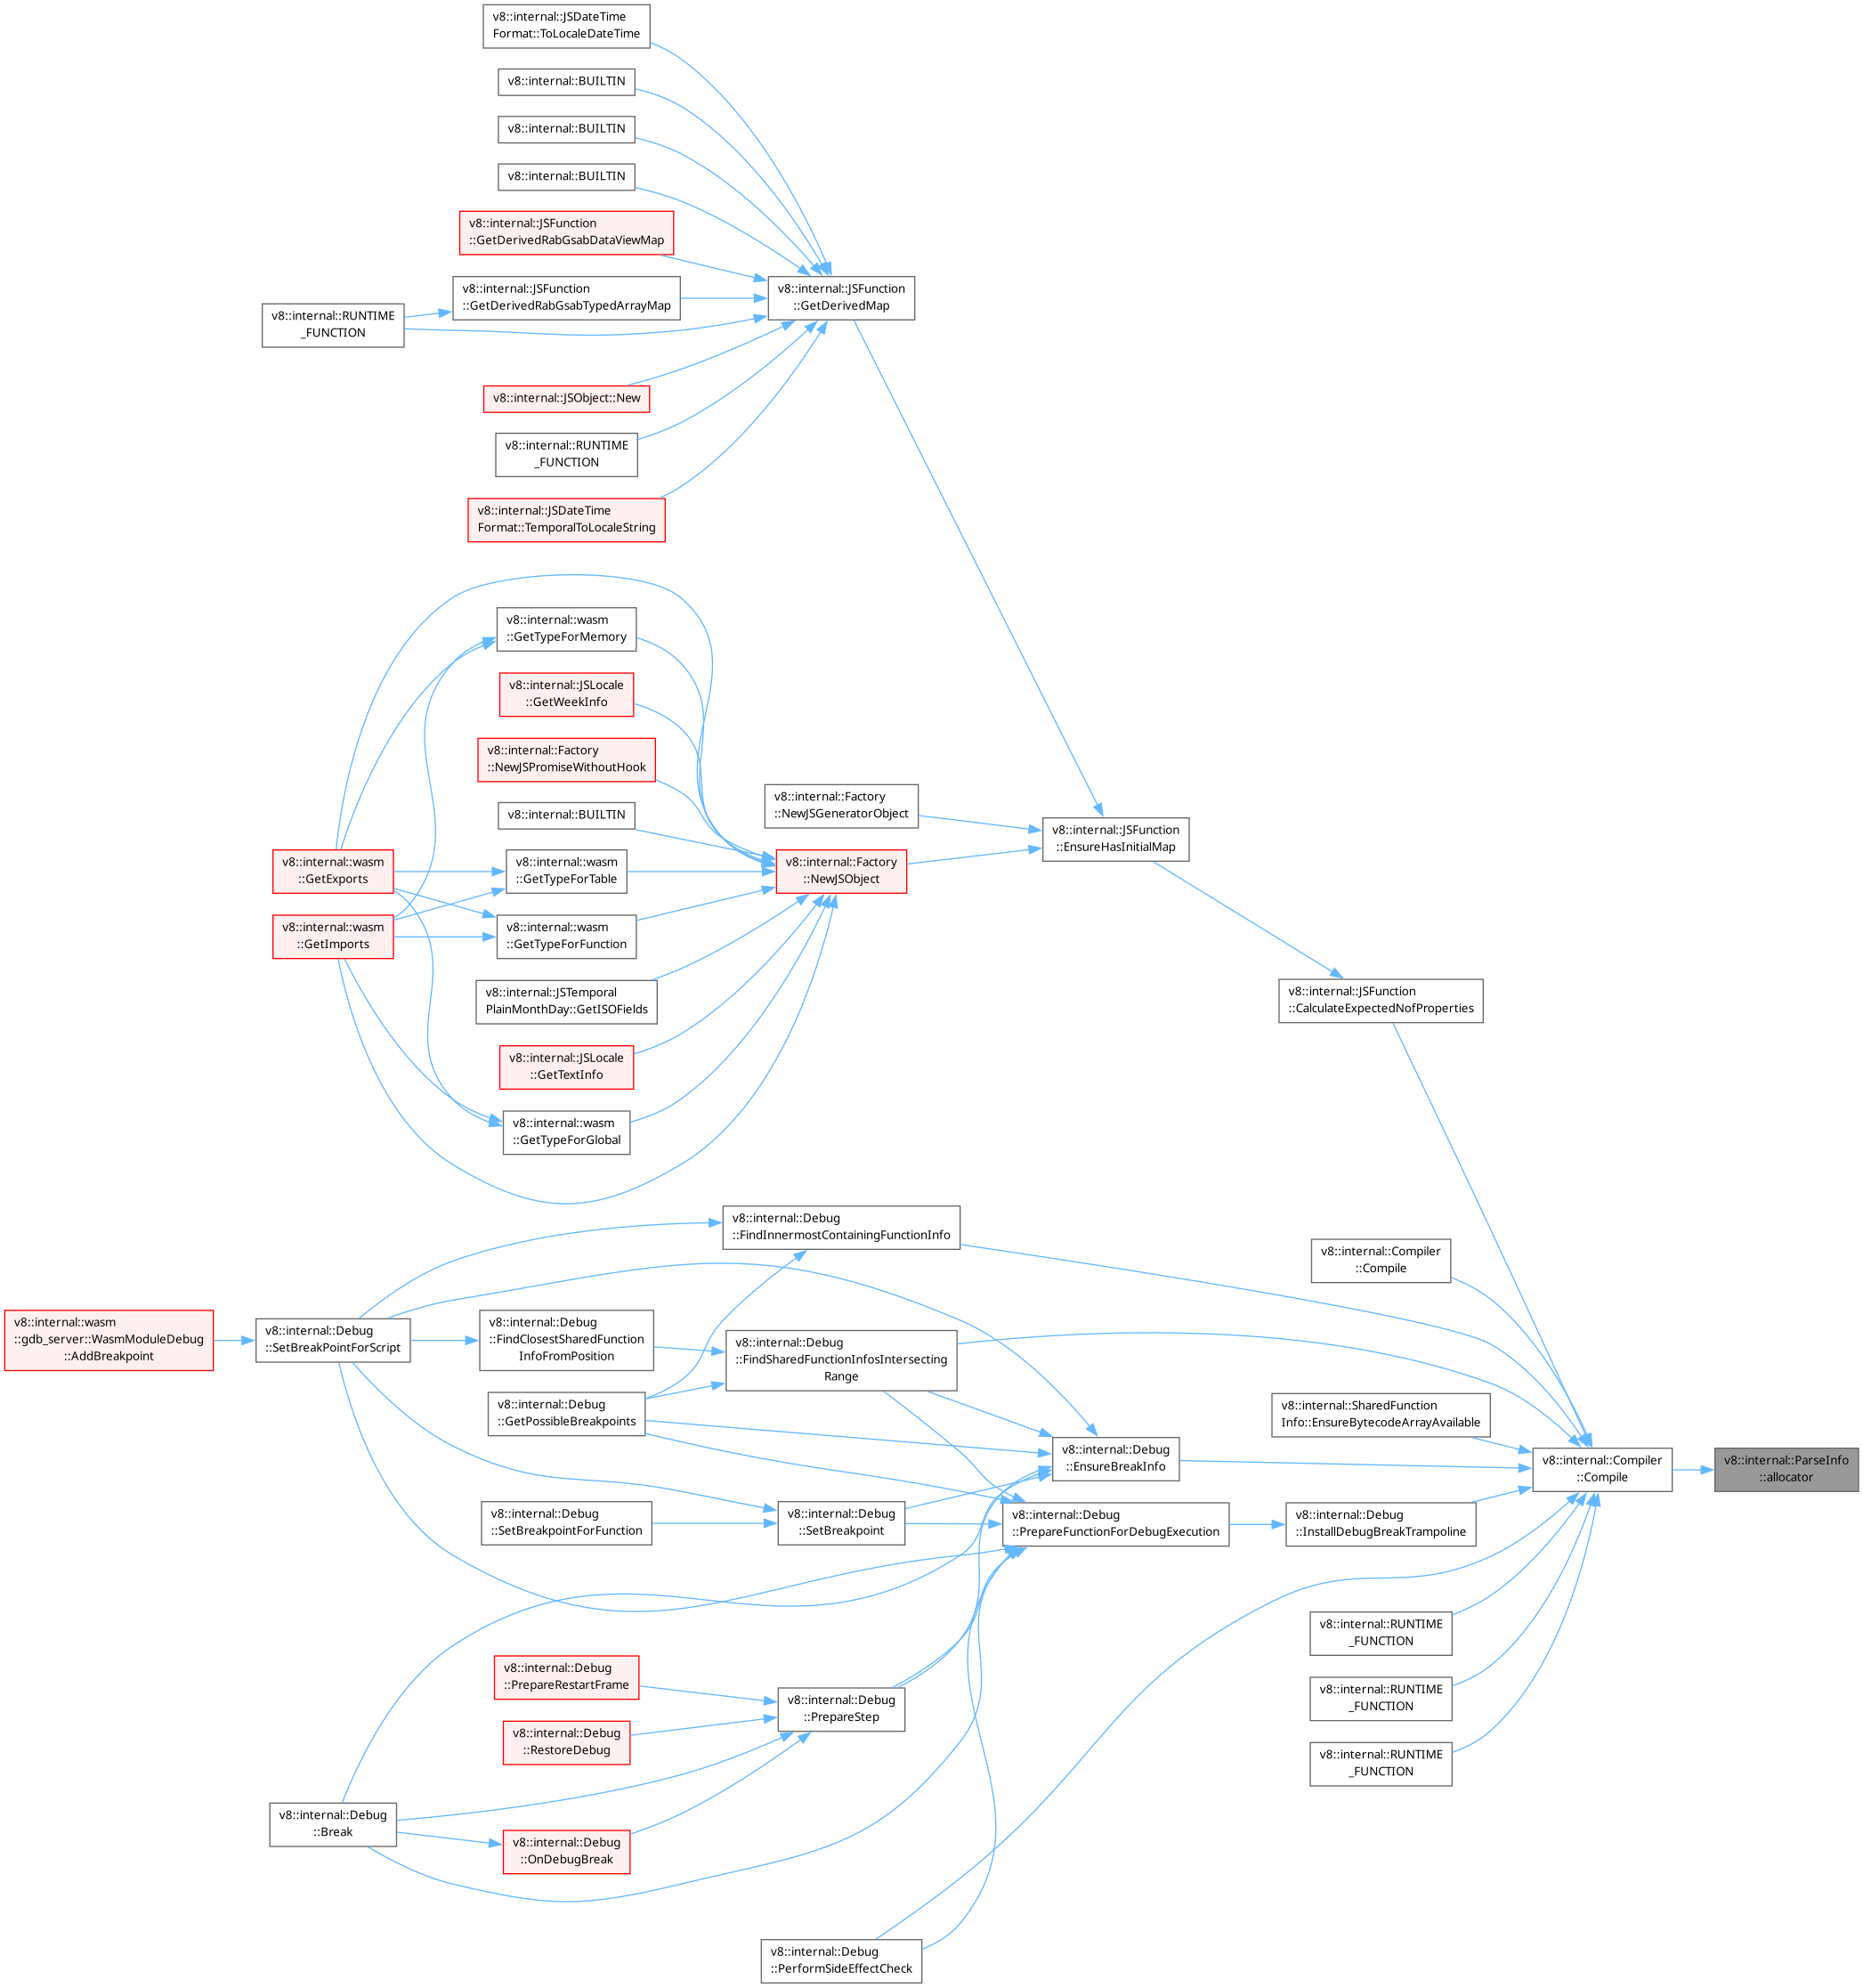 v8::internal::JSDateTime
Format::ToLocaleDateTime
v8::internal::BUILTIN
v8::internal::BUILTIN
v8::internal::BUILTIN
v8::internal::JSFunction
::GetDerivedRabGsabDataViewMap
v8::internal::JSFunction
::GetDerivedRabGsabTypedArrayMap
v8::internal::JSFunction
::GetDerivedMap
v8::internal::RUNTIME
_FUNCTION
v8::internal::JSObject::New
v8::internal::RUNTIME
_FUNCTION
v8::internal::JSDateTime
Format::TemporalToLocaleString
v8::internal::wasm
::GetTypeForMemory
v8::internal::JSLocale
::GetWeekInfo
v8::internal::Factory
::NewJSPromiseWithoutHook
v8::internal::Factory
::NewJSGeneratorObject
v8::internal::BUILTIN
v8::internal::JSFunction
::EnsureHasInitialMap
v8::internal::wasm
::GetExports
v8::internal::wasm
::GetTypeForTable
v8::internal::Factory
::NewJSObject
v8::internal::wasm
::GetImports
v8::internal::wasm
::GetTypeForFunction
v8::internal::JSTemporal
PlainMonthDay::GetISOFields
v8::internal::JSFunction
::CalculateExpectedNofProperties
v8::internal::JSLocale
::GetTextInfo
v8::internal::wasm
::GetTypeForGlobal
v8::internal::Debug
::FindInnermostContainingFunctionInfo
v8::internal::Compiler
::Compile
v8::internal::wasm
::gdb_server::WasmModuleDebug
::AddBreakpoint
v8::internal::Debug
::SetBreakPointForScript
v8::internal::Debug
::FindClosestSharedFunction
InfoFromPosition
v8::internal::Debug
::FindSharedFunctionInfosIntersecting
Range
v8::internal::Debug
::GetPossibleBreakpoints
v8::internal::SharedFunction
Info::EnsureBytecodeArrayAvailable
v8::internal::Debug
::EnsureBreakInfo
v8::internal::Compiler
::Compile
v8::internal::ParseInfo
::allocator
v8::internal::Debug
::SetBreakpointForFunction
v8::internal::Debug
::SetBreakpoint
v8::internal::Debug
::PrepareFunctionForDebugExecution
v8::internal::Debug
::InstallDebugBreakTrampoline
v8::internal::RUNTIME
_FUNCTION
v8::internal::Debug
::PrepareRestartFrame
v8::internal::Debug
::PrepareStep
v8::internal::RUNTIME
_FUNCTION
v8::internal::Debug
::RestoreDebug
v8::internal::RUNTIME
_FUNCTION
v8::internal::Debug
::Break
v8::internal::Debug
::OnDebugBreak
v8::internal::Debug
::PerformSideEffectCheck